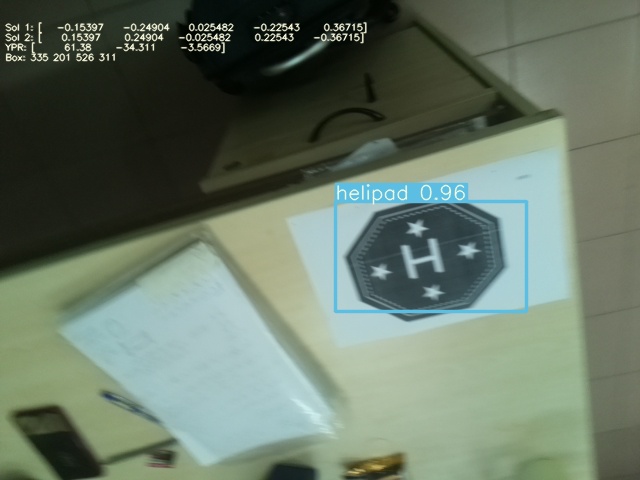 Sol 1: [ -0.15397 -0.24904 0.025482 -0.22543 0.36715]
Sol 2: [ 0.15397 0.24904 -0.025482 0.22543 -0.36715]
YPR: [ 61.38 -34.311 -3.5669]
Box: 335 201 526 311
helipad 0.96
H